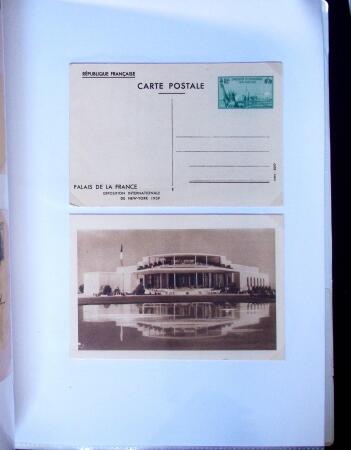 RÉPUBLIQUE FRANÇAISE
CARTE POSTALE
PALAIS DE LA FRANCE
EXPOSITION INTERNATIONALE
DE NEW-YORK 1939